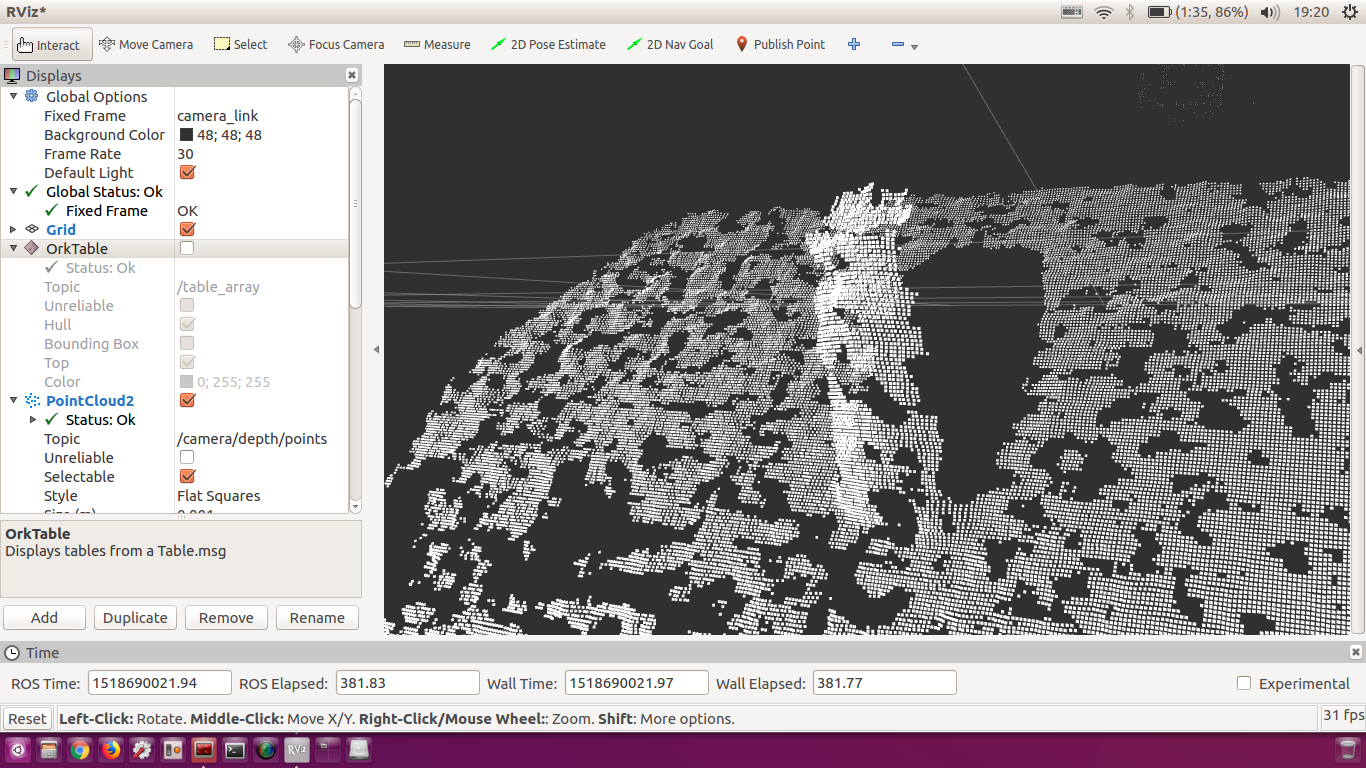 RViz*
(1:35, 86%)
19:20
Interact
Move Camera
Select
Focus Camera
Measure
2D Pose Estimate
2D Nav Goal
Publish Point
Displays
Global Options
Fixed Frame camera_link
Background Color 48; 48; 48
Frame Rate 30
Default Light
Global Status: Ok
Fixed Frame OK
Grid
OrkTable
Status: Ok
Topic /table_array
Unreliable
Hull
Bounding Box
Top
Color 0; 255; 255
PointCloud2
Status: Ok
Topic /camera/depth/points
Unreliable
Selectable
Style Flat Squares
Size (m) 0.001
OrkTable
Displays tables from a Table.msg
Add Duplicate Remove Rename
Time
ROS Time: 1518690021.94 ROS Elapsed: 381.83 Wall Time: 1518690021.97 Wall Elapsed: 381.77 Experimental
Reset Left-Click: Rotate. Middle-Click: Move X/Y. Right-Click/Mouse Wheel:: Zoom. Shift: More options. 31 fps
RViz